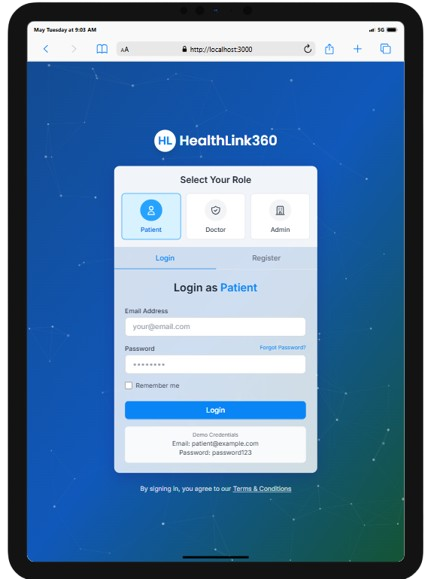 May Tuesday at 9:03 AM
5G
AA
http://localhost:3000
HL HealthLink360
Select Your Role
Patient
Doctor
Admin
Login
Register
Login as Patient
Email Address
your@email.com
Password
Forgot Password?
••••••••
Remember me
Login
Demo Credentials
Email: patient@example.com
Password: password123
By signing in, you agree to our Terms & Conditions